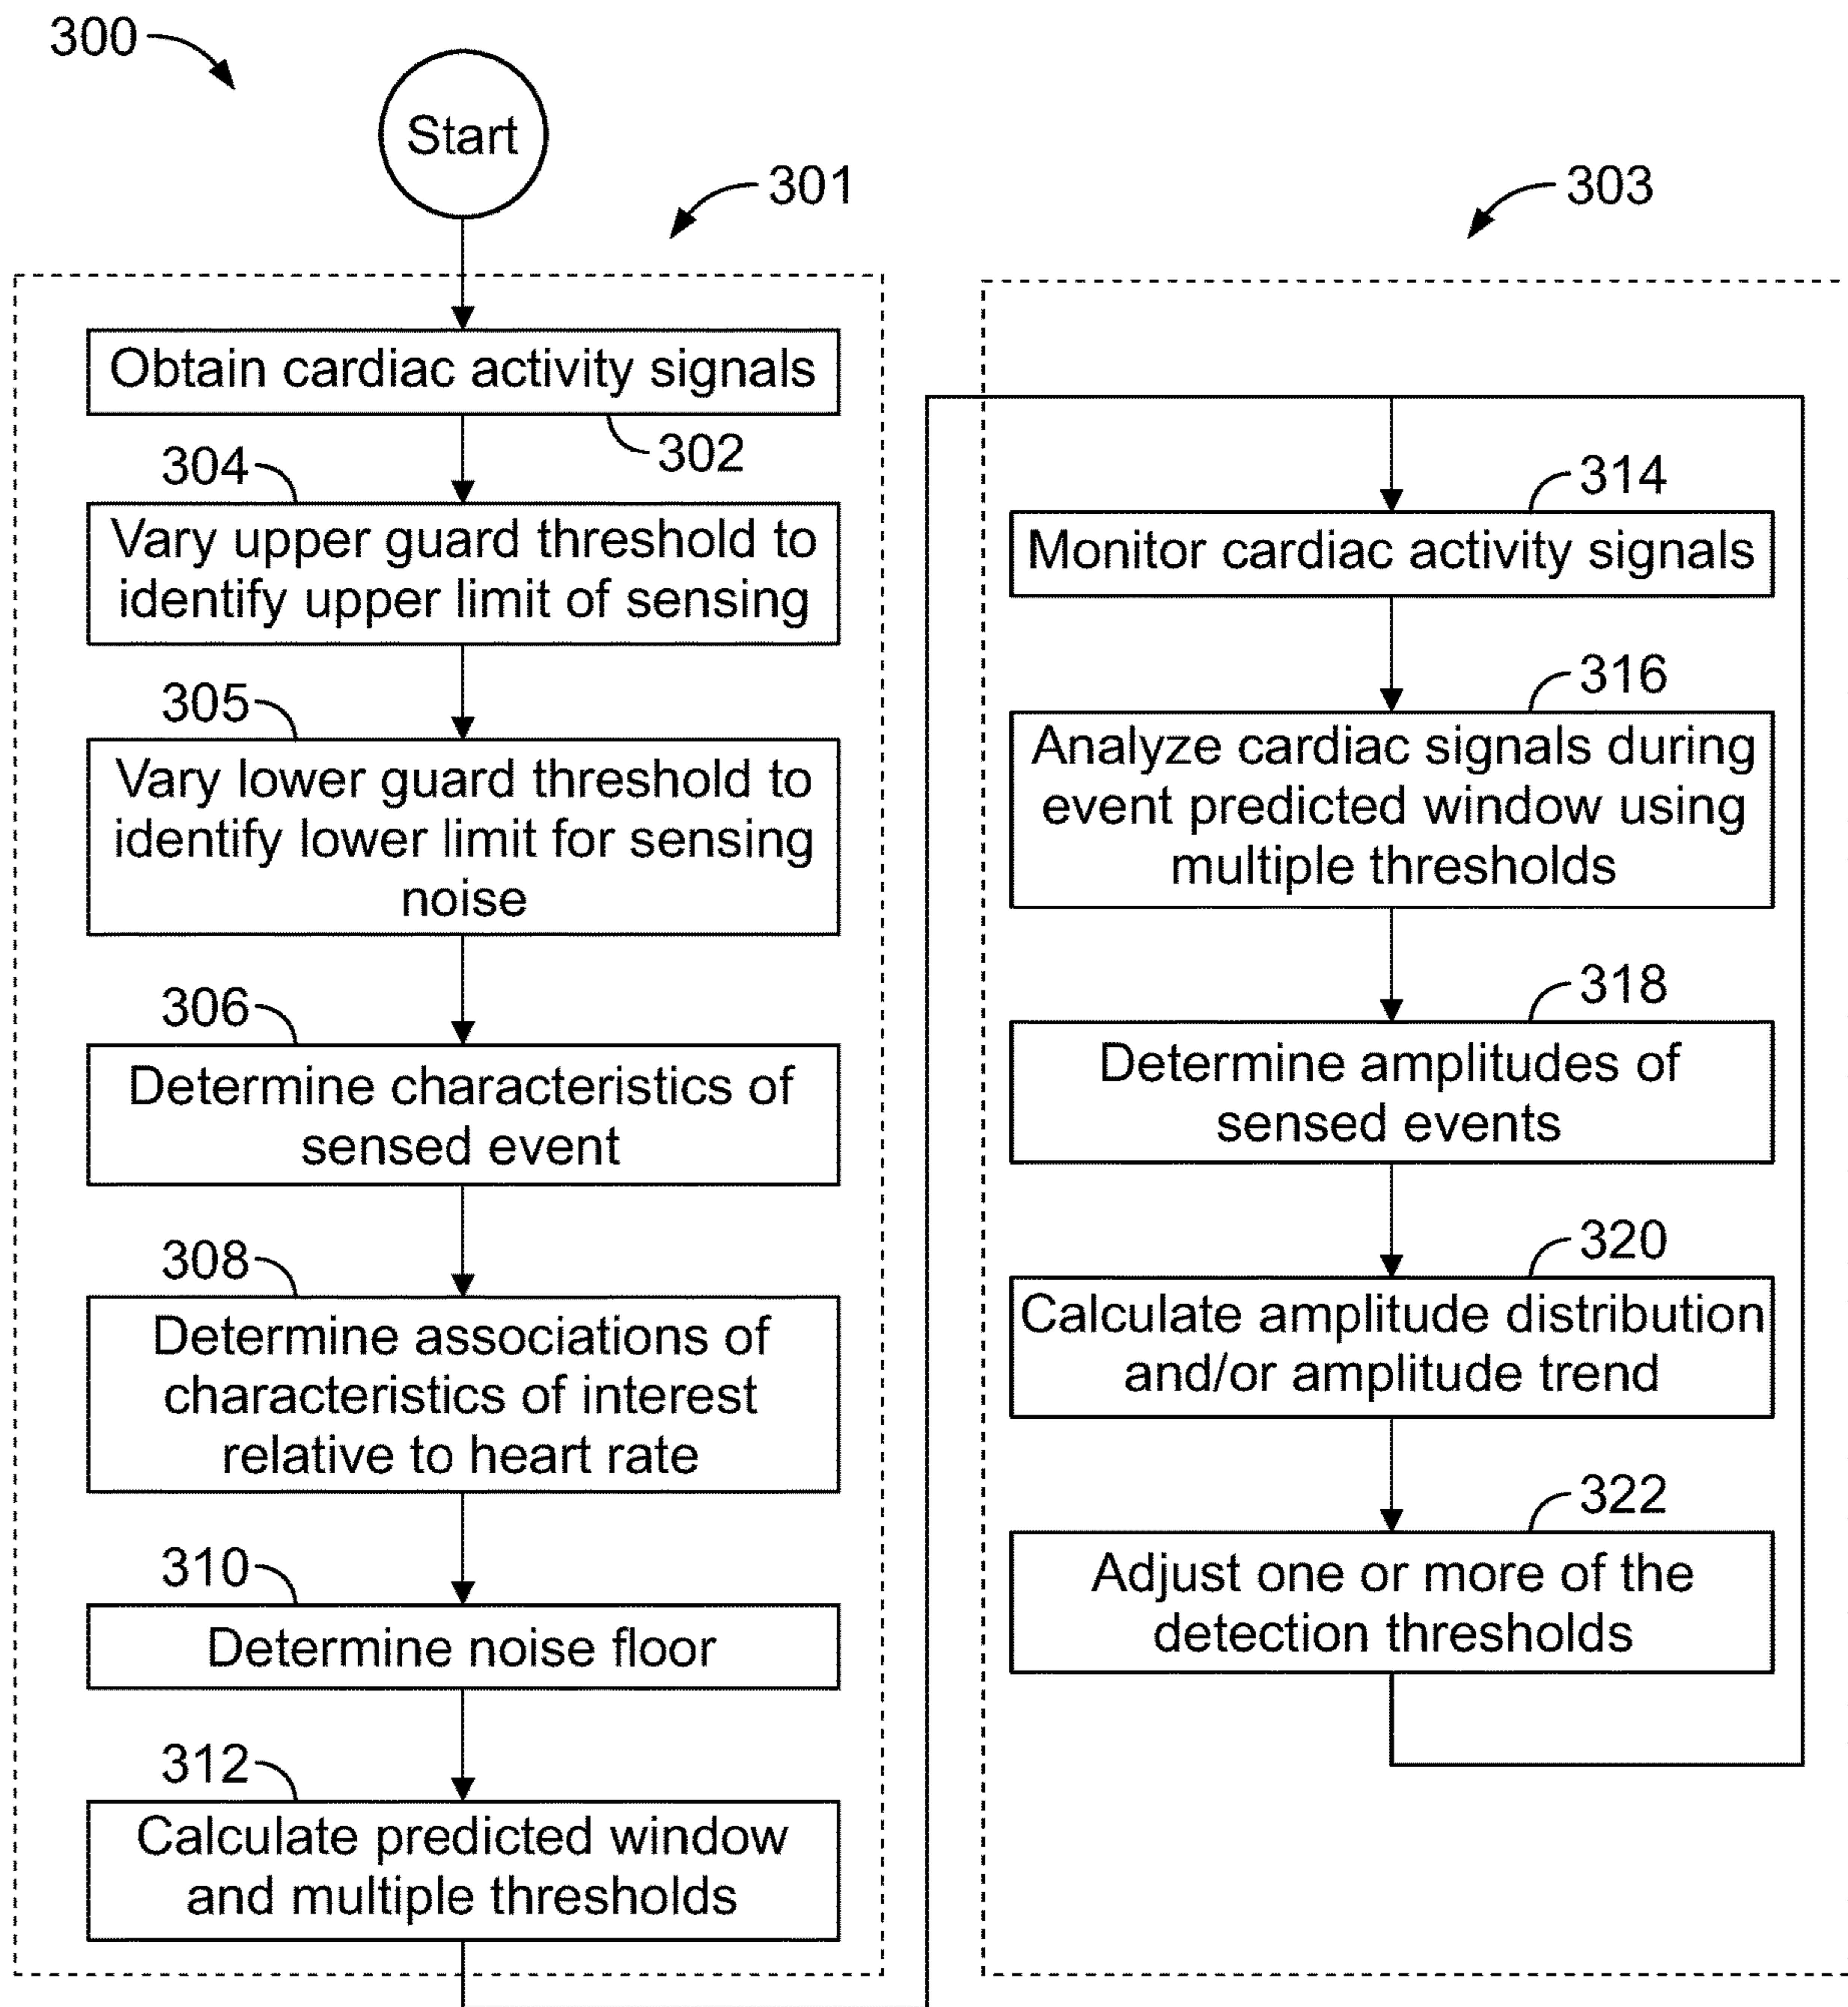 300
Start
301
Obtain cardiac activity signals
302
304
Vary upper guard threshold to
identify upper limit of sensing
305
Vary lower guard threshold to
identify lower limit for sensing
noise
306
Determine characteristics of
sensed event
308
Determine associations of
characteristics of interest
relative to heart rate
310
Determine noise floor
312
Calculate predicted window
and multiple thresholds
303
314
Monitor cardiac activity signals
316
Analyze cardiac signals during
event predicted window using
multiple thresholds
318
Determine amplitudes of
sensed events
320
Calculate amplitude distribution
and/or amplitude trend
322
Adjust one or more of the
detection thresholds